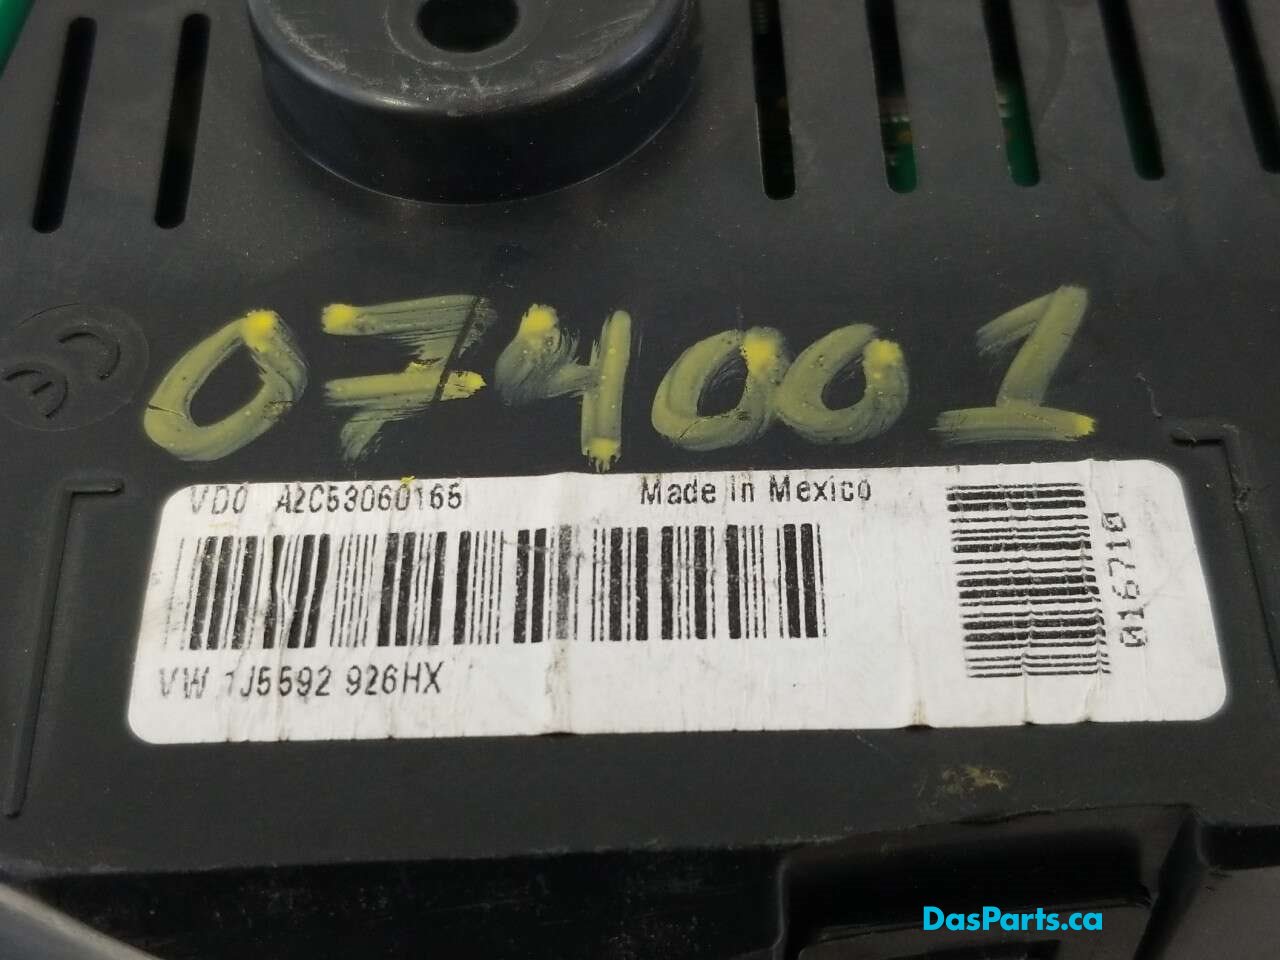 074001
VDO A2C53060165 Made In Mexico
016710
VW 1J5592 926HX
DasParts.ca